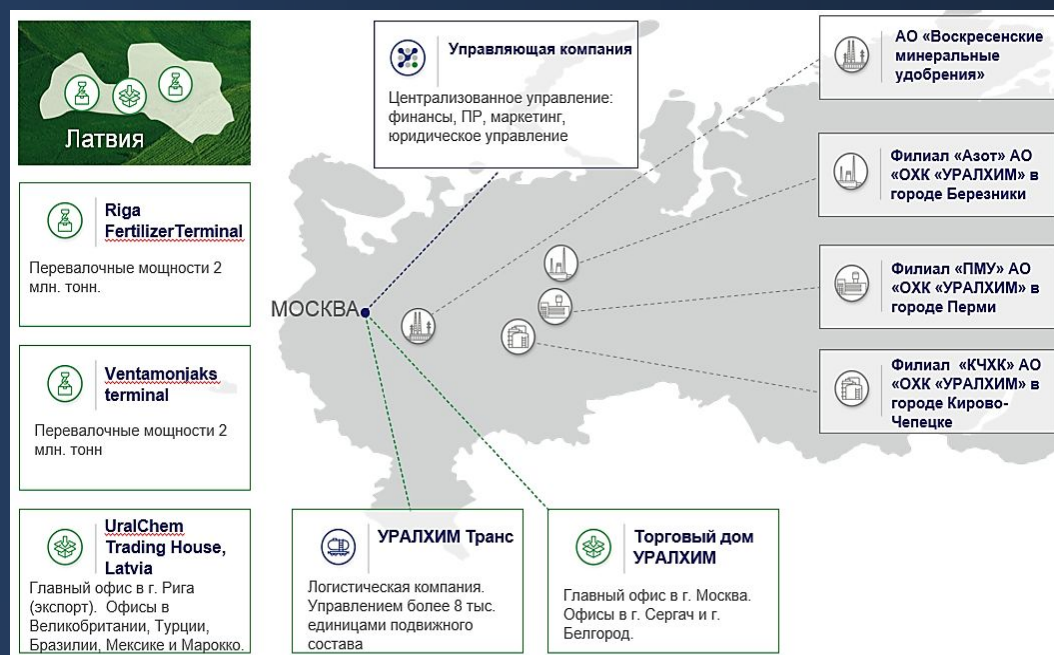 Латвия
Riga
FertilizerTerminal
Перевалочные мощности 2
млн. тонн.
Ventamonjaks
terminal
Перевалочные мощности 2
млн. тонн
UralChem
Trading House,
Latvia
Главный офис в г. Рига
(экспорт). Офисы в
Великобритании, Турции,
Бразилии, Мексике и Марокко.
Управляющая компания
Централизованное управление:
финансы, ПР, маркетинг,
юридическое управление
МОСКВА
УРАЛХИМ Транс
Логистическая компания.
Управлением более 8 тыс.
единицами подвижного
состава
Торговый дом
УРАЛХИМ
Главный офис в г. Москва.
Офисы в г. Сергач и г.
Белгород.
АО «Воскресенские
минеральные
удобрения»
Филиал «Азот» АО
«ОХК «УРАЛХИМ» в
городе Березники
Филиал «ПМУ» АО
«ОХК «УРАЛХИМ» в
городе Перми
Филиал «КЧХК» АО
«ОХК «УРАЛХИМ» в
городе Кирово-
Чепецке